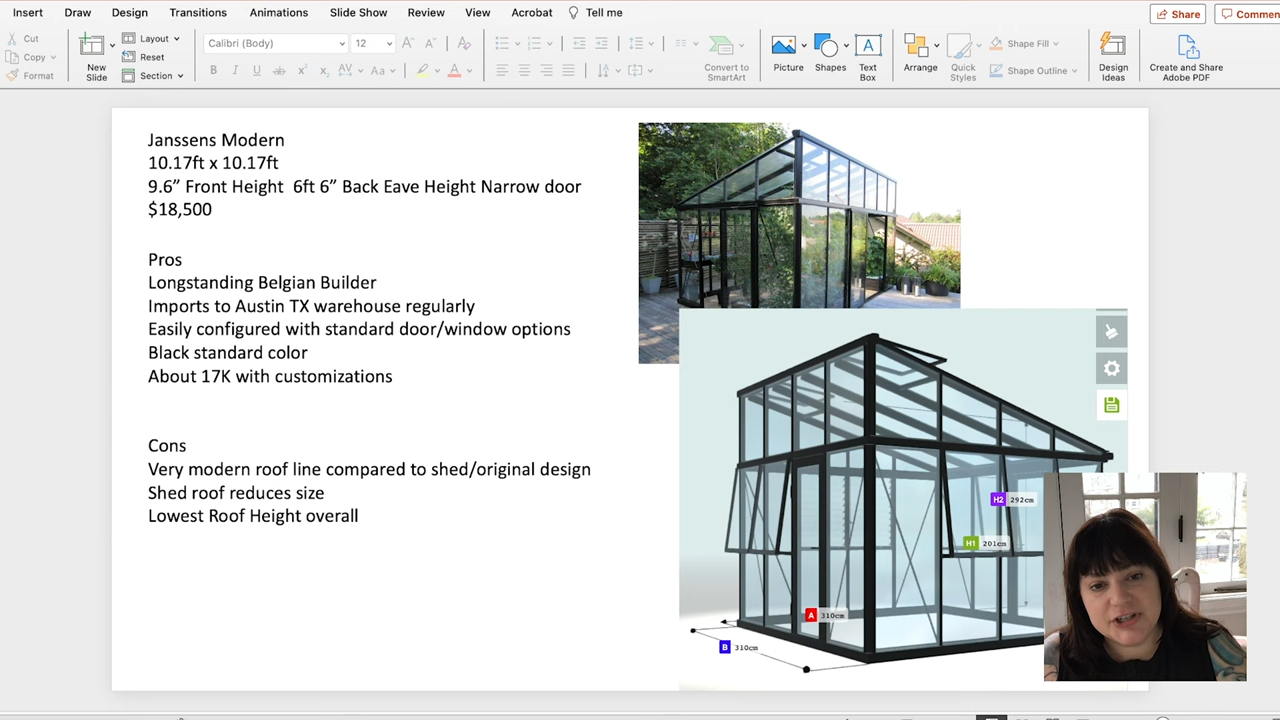 Insert Draw Design Transitions Animations Slide Show Review View Acrobat Tell me Share Commen
Cut
Copy
Format
New
Slide
Layout
Reset
Section
Calibri (Body) 12
Convert to
SmartArt
Picture
Shapes
Text
Box
Arrange
Quick
Styles
Shape Fill
Shape Outline
Design
Ideas
Create and Share
Adobe PDF
Janssens Modern
10.17ft x 10.17ft
9.6” Front Height 6ft 6” Back Eave Height Narrow door
$18,500
Pros
Longstanding Belgian Builder
Imports to Austin TX warehouse regularly
Easily configured with standard door/window options
Black standard color
About 17K with customizations
Cons
Very modern roof line compared to shed/original design
Shed roof reduces size
Lowest Roof Height overall
H2 292cm
H1 201cm
A 310cm
B 310cm